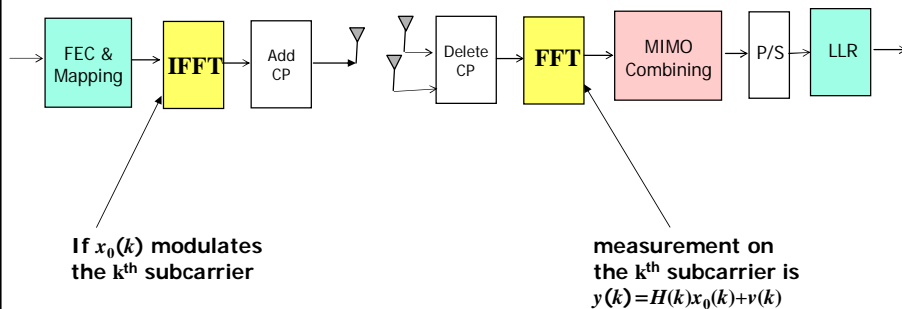 FEC &
Mapping
IFFT
Add
CP
Delete
CP
FFT
MIMO
Combining
P/S
LLR
If x₀(k) modulates
the kᵗʰ subcarrier
measurement on
the kᵗʰ subcarrier is
y(k)=H(k)x₀(k)+v(k)